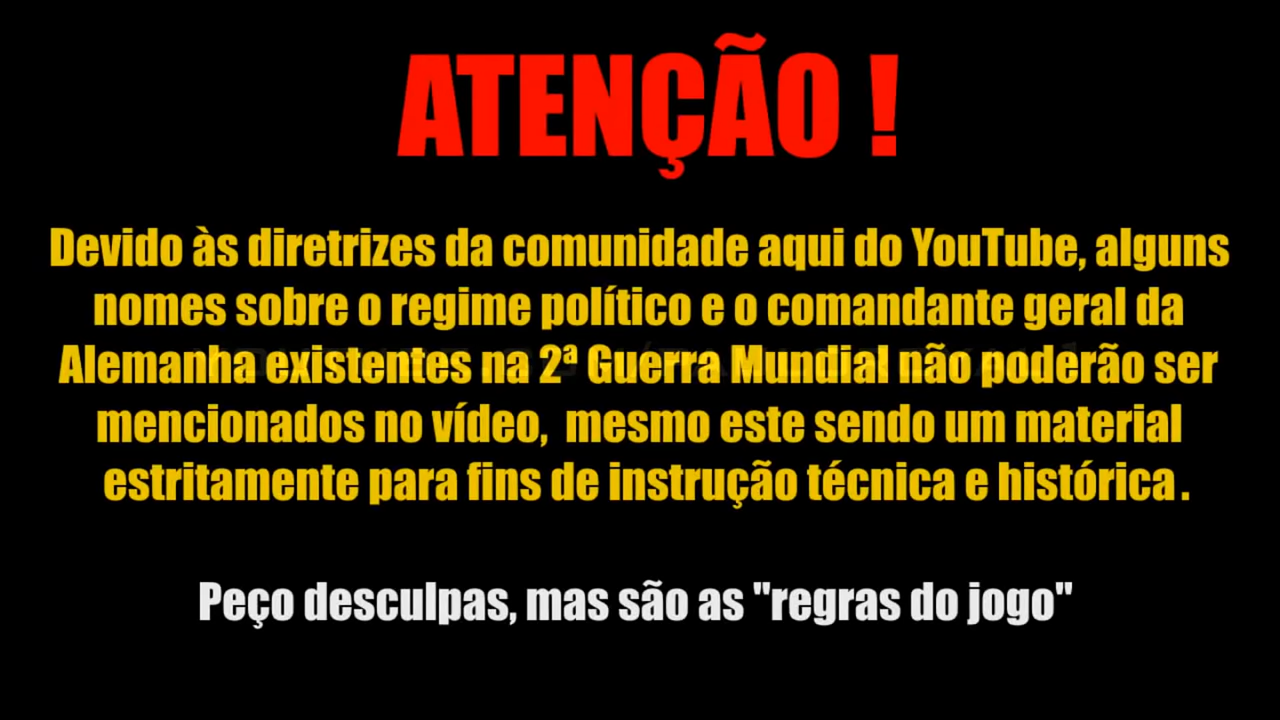 ATENÇÃO !
Devido às diretrizes da comunidade aqui do YouTube, alguns
nomes sobre o regime político e o comandante geral da
Alemanha existentes na 2ª Guerra Mundial não poderão ser
mencionados no vídeo, mesmo este sendo um material
estritamente para fins de instrução técnica e histórica.
Peço desculpas, mas são as "regras do jogo"